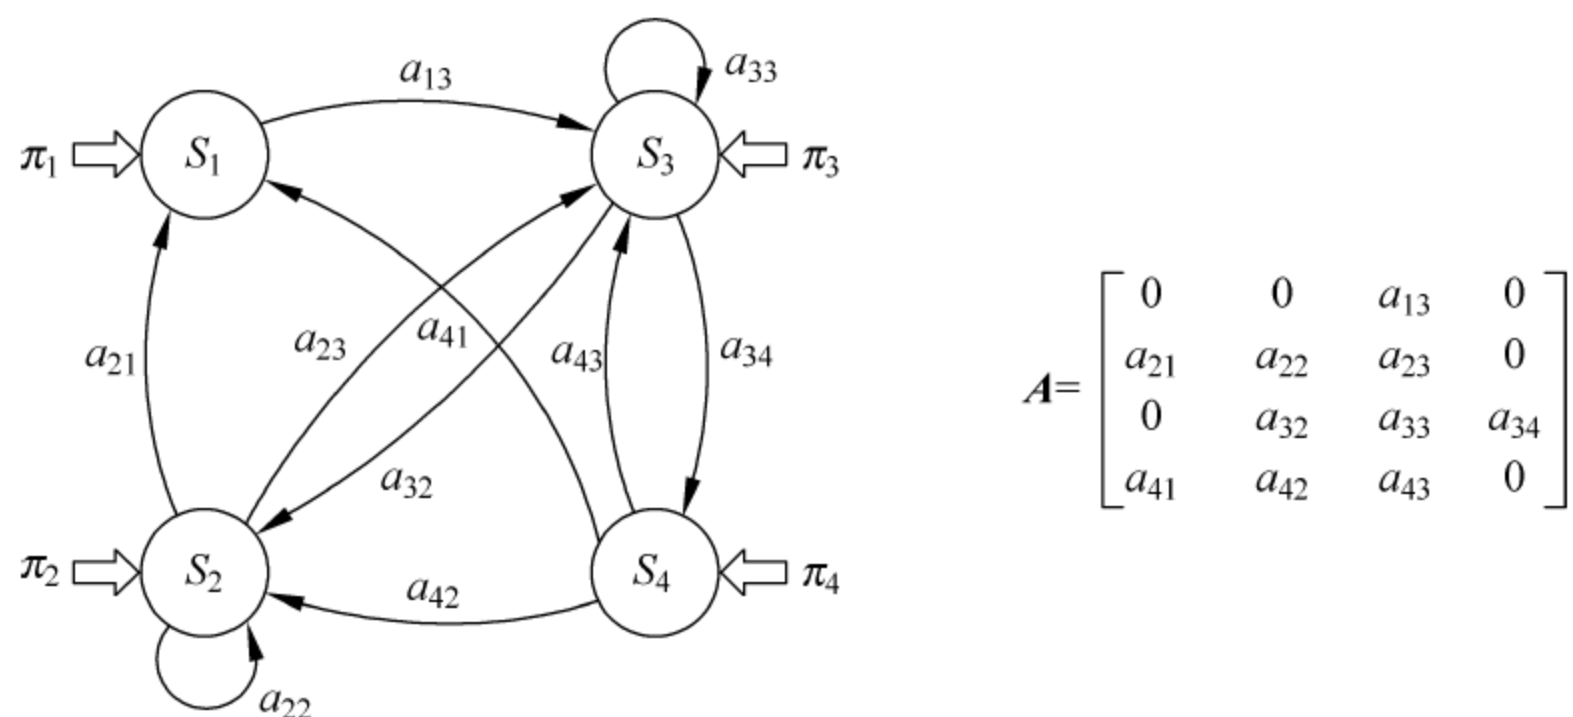 a₁₃
a₃₃
π₁ S₁ S₃ π₃
a₂₁ a₂₃ a₄₁ a₄₃ a₃₄
a₃₂
π₂ S₂ S₄ π₄
a₄₂
a₂₂
A=
0 0 a₁₃ 0
a₂₁ a₂₂ a₂₃ 0
0 a₃₂ a₃₃ a₃₄
a₄₁ a₄₂ a₄₃ 0